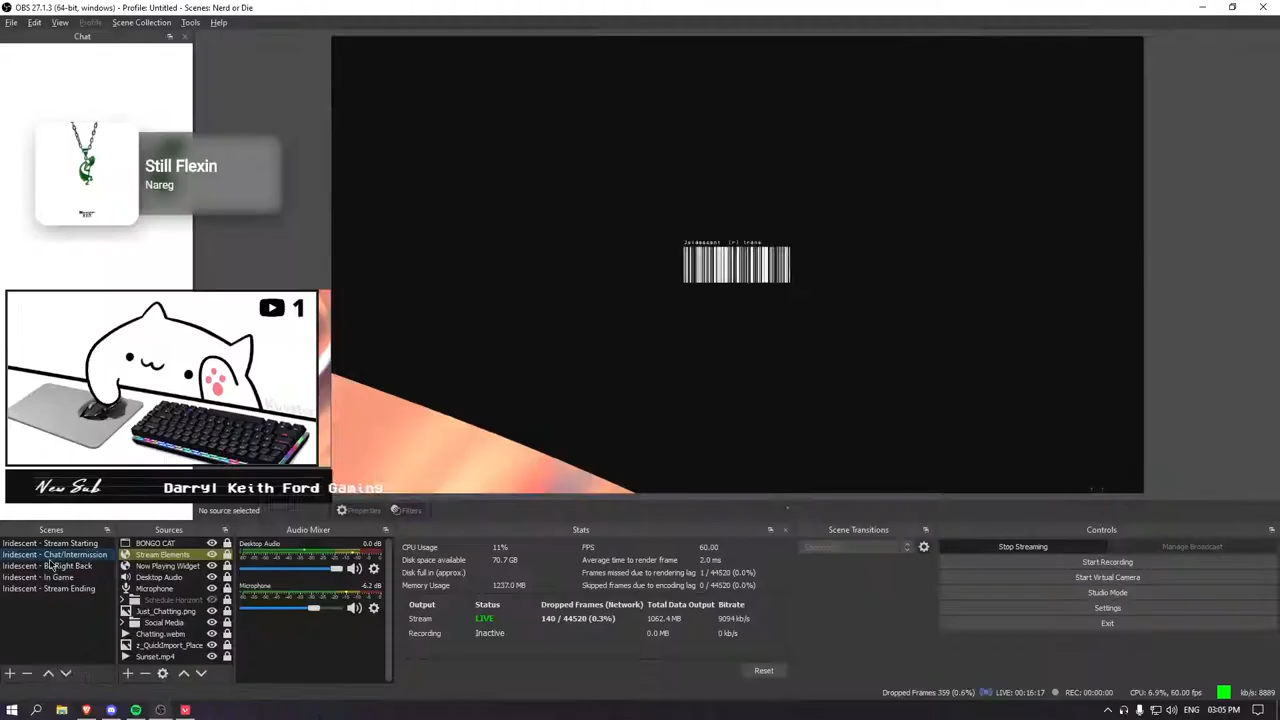 OBS 27.1.3 (64-bit, windows) - Profile: Untitled - Scenes: Nerd or Die
File Edit View Profile Scene Collection Tools Help
Chat
Still Flexin
Nareg
1
New Sub Darryl Keith Ford Gaming
No source selected Properties Filters
Scenes
Iridescent - Stream Starting
Iridescent - Chat/Intermission
Iridescent - Be Right Back
Iridescent - In Game
Iridescent - Stream Ending
Sources
BONGO CAT
Stream Elements
Now Playing Widget
Desktop Audio
Microphone
Schedule Horizont
Just_Chatting.png
Social Media
Chatting.webm
z_QuickImport_Place
Sunset.mp4
Audio Mixer
Desktop Audio 0.0 dB
Microphone -6.2 dB
Stats
CPU Usage 11%
Disk space available 70.7 GB
Disk full in (approx.)
Memory Usage 1237.0 MB
FPS 60.00
Average time to render frame 2.0 ms
Frames missed due to rendering lag 1 / 44520 (0.0%)
Skipped frames due to encoding lag 2 / 44520 (0.0%)
Output Status Dropped Frames (Network) Total Data Output Bitrate
Stream LIVE 140 / 44520 (0.3%) 1062.4 MB 9094 kb/s
Recording Inactive 0.0 MB 0 kb/s
Reset
Scene Transitions
Controls
Stop Streaming Manage Broadcast
Start Recording
Start Virtual Camera
Studio Mode
Settings
Exit
Dropped Frames 359 (0.6%) LIVE: 00:16:17 REC: 00:00:00 CPU: 6.9%, 60.00 fps kb/s: 8889
ENG 03:05 PM